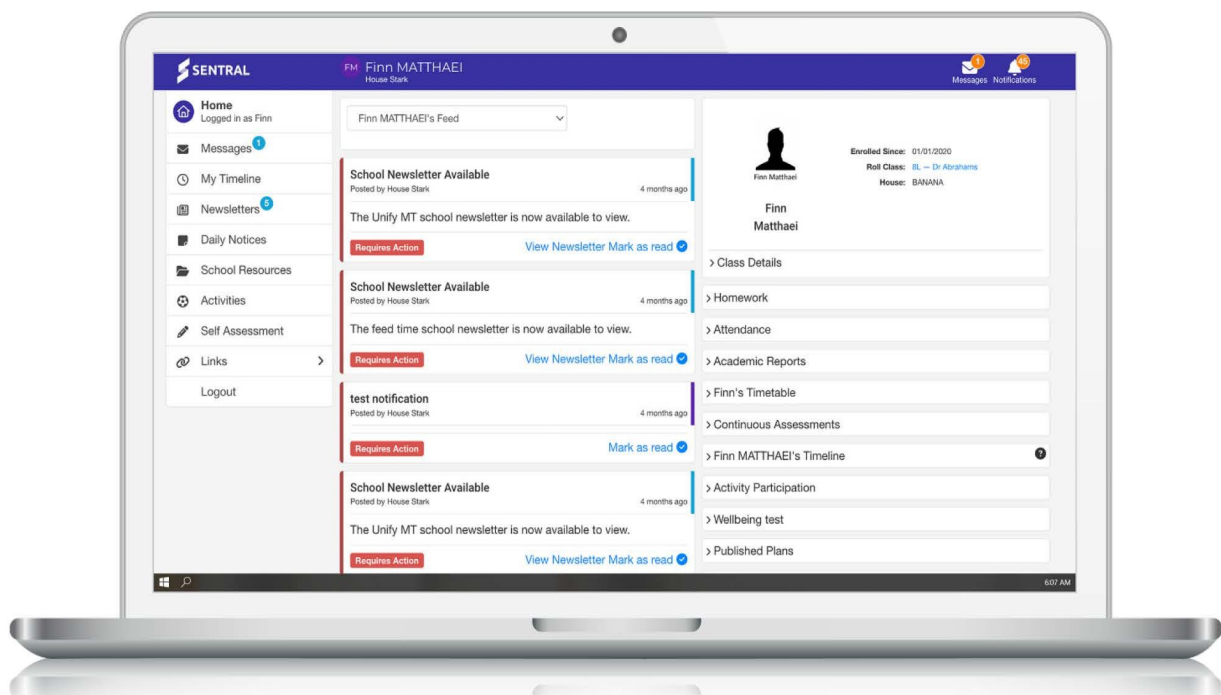 SENTRAL
FM Finn MATTHAEI
House Stark
1
45
Messages Notifications
Home
Logged in as Finn
Messages 1
My Timeline
Newsletters 5
Daily Notices
School Resources
Activities
Self Assessment
Links
Logout
Finn MATTHAEI's Feed
School Newsletter Available
Posted by House Stark 4 months ago
The Unify MT school newsletter is now available to view.
Requires Action View Newsletter Mark as read
School Newsletter Available
Posted by House Stark 4 months ago
The feed time school newsletter is now available to view.
Requires Action View Newsletter Mark as read
test notification
Posted by House Stark 4 months ago
Requires Action Mark as read
School Newsletter Available
Posted by House Stark 4 months ago
The Unify MT school newsletter is now available to view.
Requires Action View Newsletter Mark as read
Finn Matthaei
Finn
Matthaei
Enrolled Since: 01/01/2020
Roll Class: 8L — Dr Abrahams
House: BANANA
> Class Details
> Homework
> Attendance
> Academic Reports
> Finn's Timetable
> Continuous Assessments
> Finn MATTHAEI's Timeline ?
> Activity Participation
> Wellbeing test
> Published Plans
6:07 AM